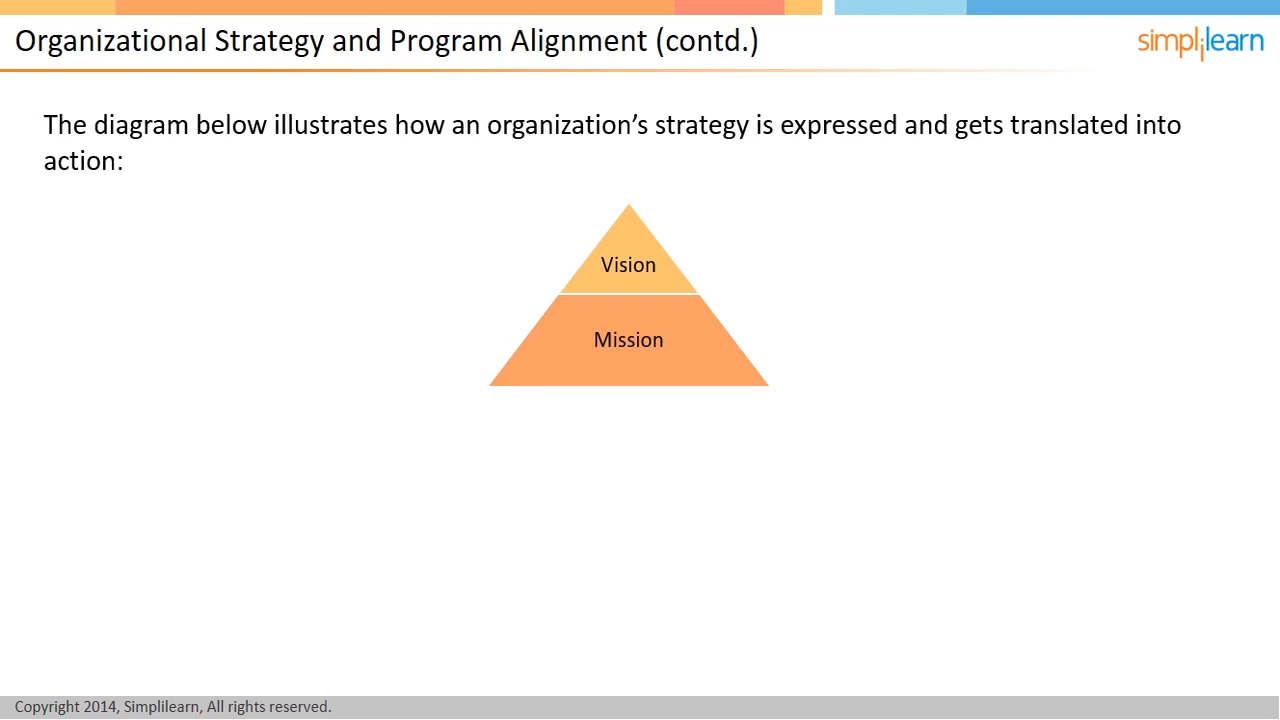 Organizational Strategy and Program Alignment (contd.)
simplilearn
The diagram below illustrates how an organization’s strategy is expressed and gets translated into
action:
Vision
Mission
Copyright 2014, Simplilearn, All rights reserved.